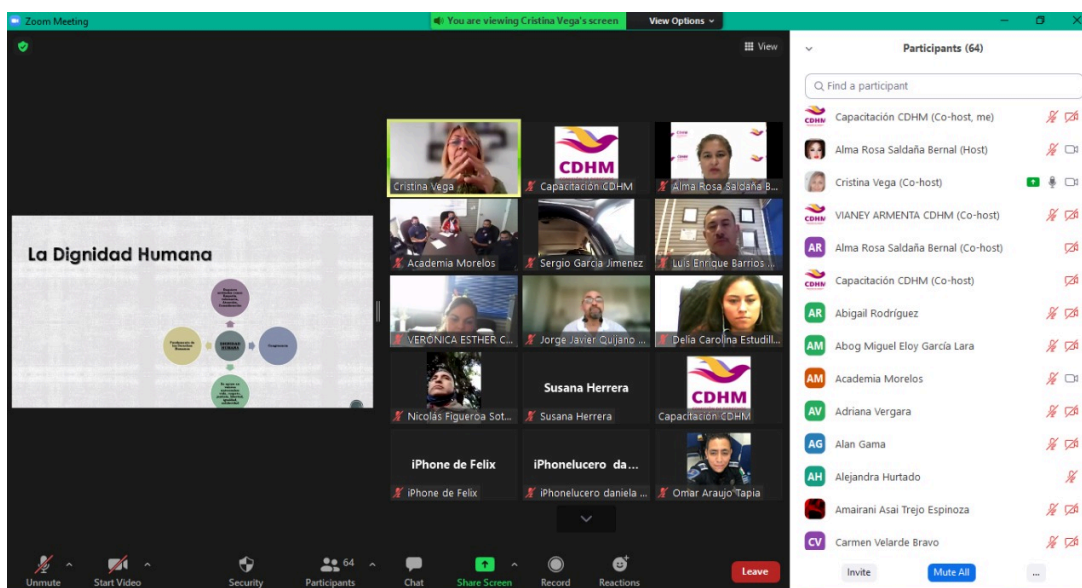 Zoom Meeting
You are viewing Cristina Vega's screen
View Options
View
La Dignidad Humana
DIGNIDAD HUMANA
Cristina Vega
CDHM
Capacitación CDHM
Alma Rosa Saldaña B...
Academia Morelos
Sergio Garcia Jimenez
Luis Enrique Barrios ...
VERÓNICA ESTHER C...
Jorge Javier Quijano ...
Delia Carolina Estudill...
Nicolás Figueroa Sot...
Susana Herrera
Susana Herrera
CDHM
Capacitación CDHM
iPhone de Felix
iPhone de Felix
iPhonelucero da...
iPhonelucero daniela ...
Omar Araujo Tapia
Participants (64)
Find a participant
CDHM
Capacitación CDHM (Co-host, me)
Alma Rosa Saldaña Bernal (Host)
Cristina Vega (Co-host)
CDHM
VIANEY ARMENTA CDHM (Co-host)
AR
Alma Rosa Saldaña Bernal (Co-host)
CDHM
Capacitación CDHM (Co-host)
AR
Abigail Rodríguez
AM
Abog Miguel Eloy García Lara
AM
Academia Morelos
AV
Adriana Vergara
AG
Alan Gama
AH
Alejandra Hurtado
Amairani Asai Trejo Espinoza
CV
Carmen Velarde Bravo
Unmute
Start Video
Security
64
Participants
Chat
Share Screen
Record
Reactions
Leave
Invite
Mute All
...